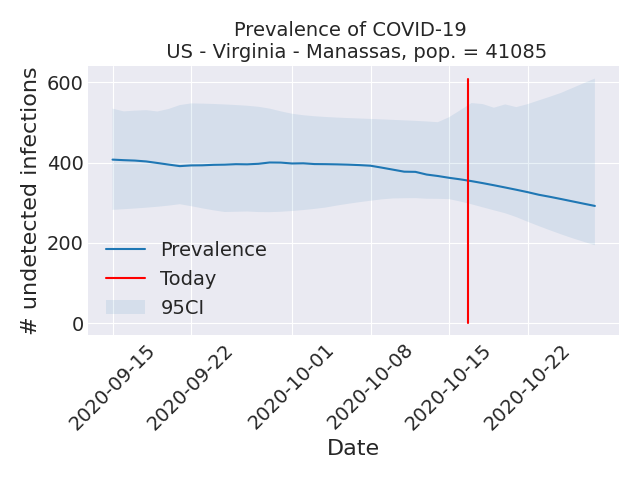 Prevalence of COVID-19
US - Virginia - Manassas, pop. = 41085
# undetected infections
600
400
200
0
Prevalence
Today
95CI
2020-09-15
2020-09-22
2020-10-01
2020-10-08
2020-10-15
2020-10-22
Date